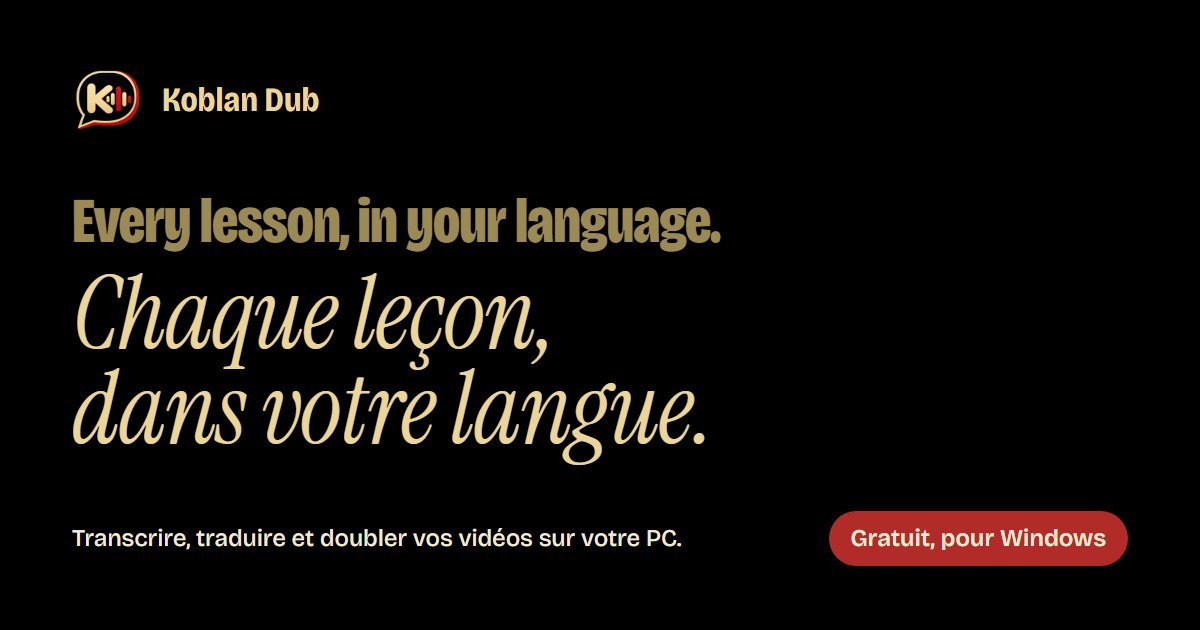 K
Koblan Dub
Every lesson, in your language.
Chaque leçon,
dans votre langue.
Transcrire, traduire et doubler vos vidéos sur votre PC.
Gratuit, pour Windows